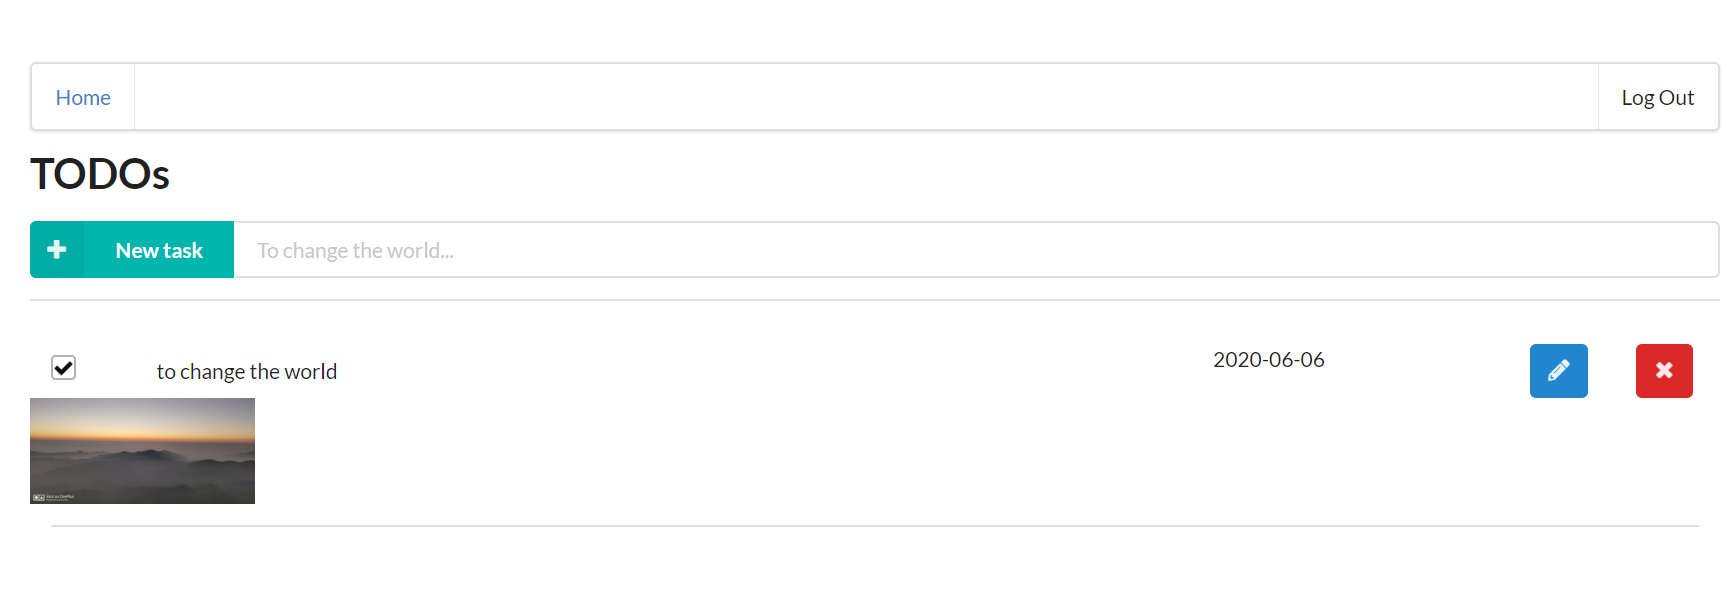 Home
Log Out
TODOs
New task
To change the world...
to change the world
2020-06-06